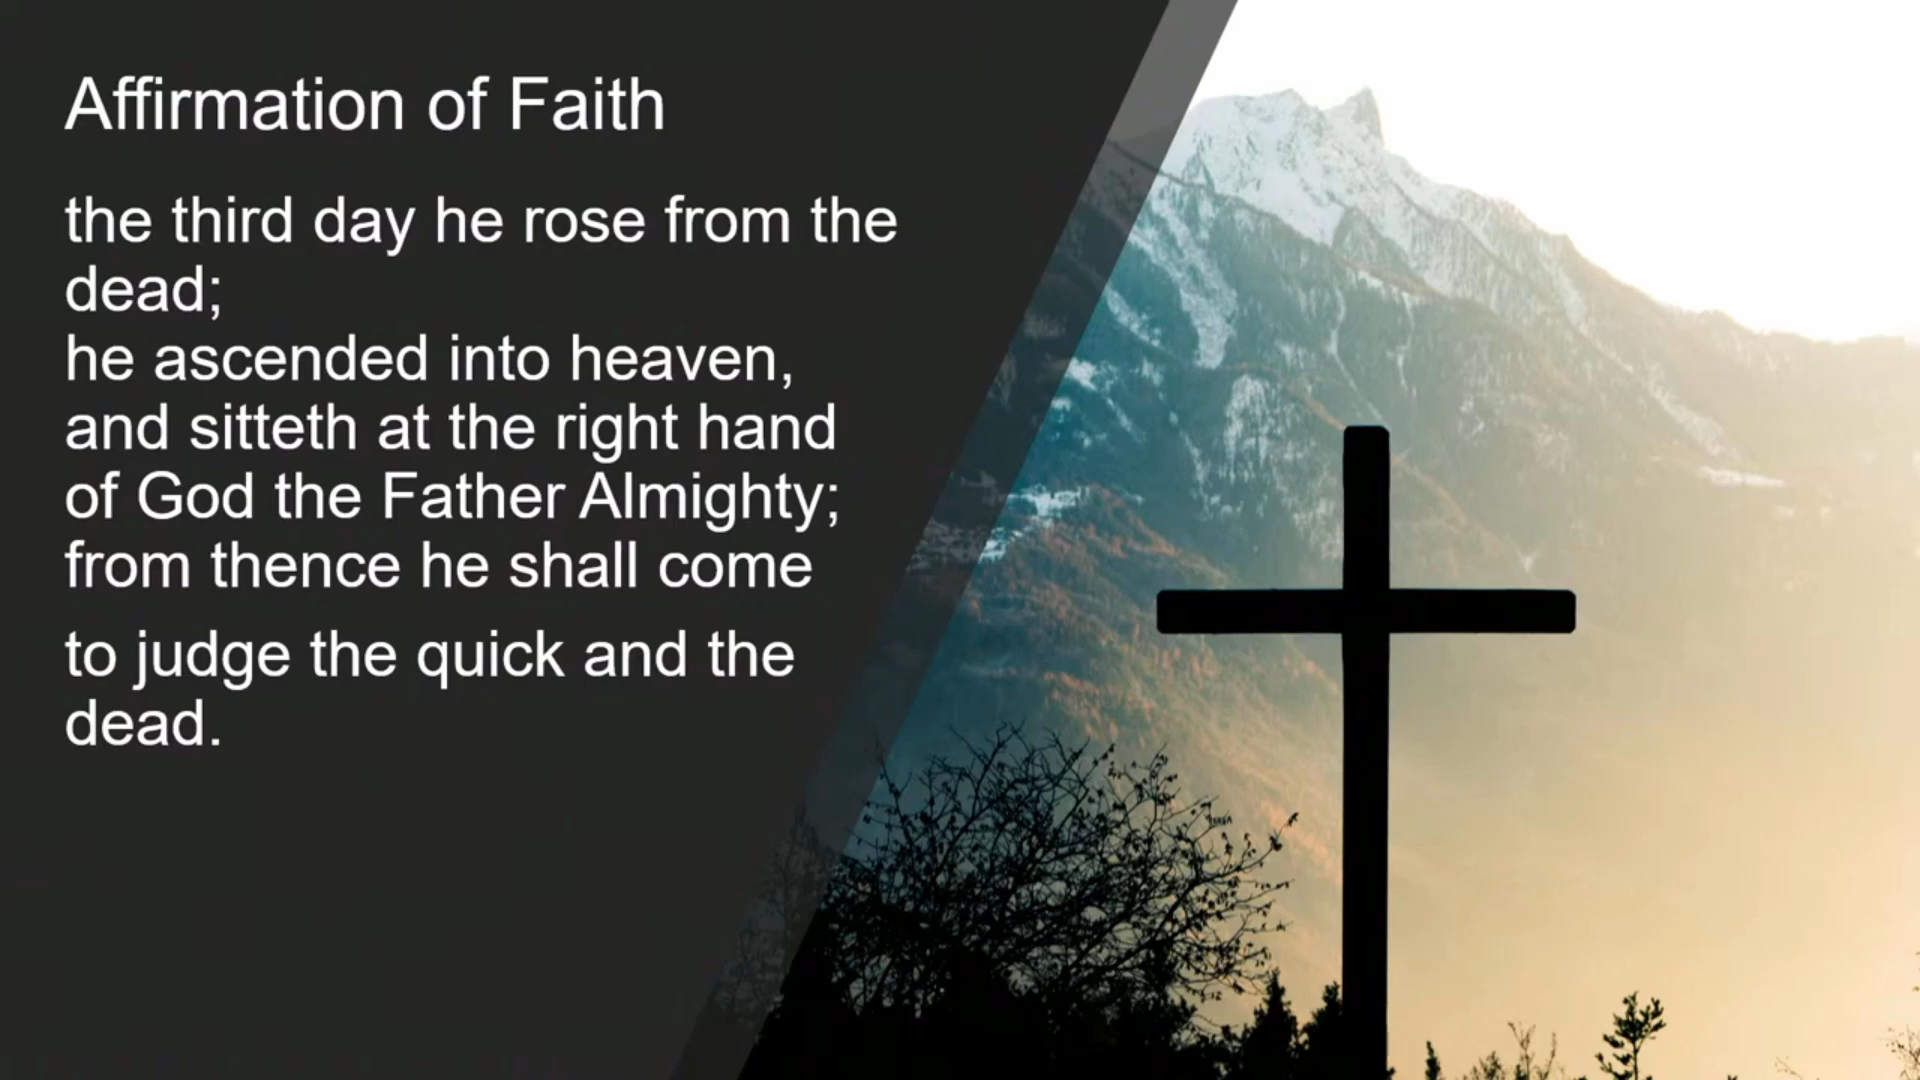 Affirmation of Faith
the third day he rose from the
dead;
he ascended into heaven,
and sitteth at the right hand
of God the Father Almighty;
from thence he shall come
to judge the quick and the
dead.